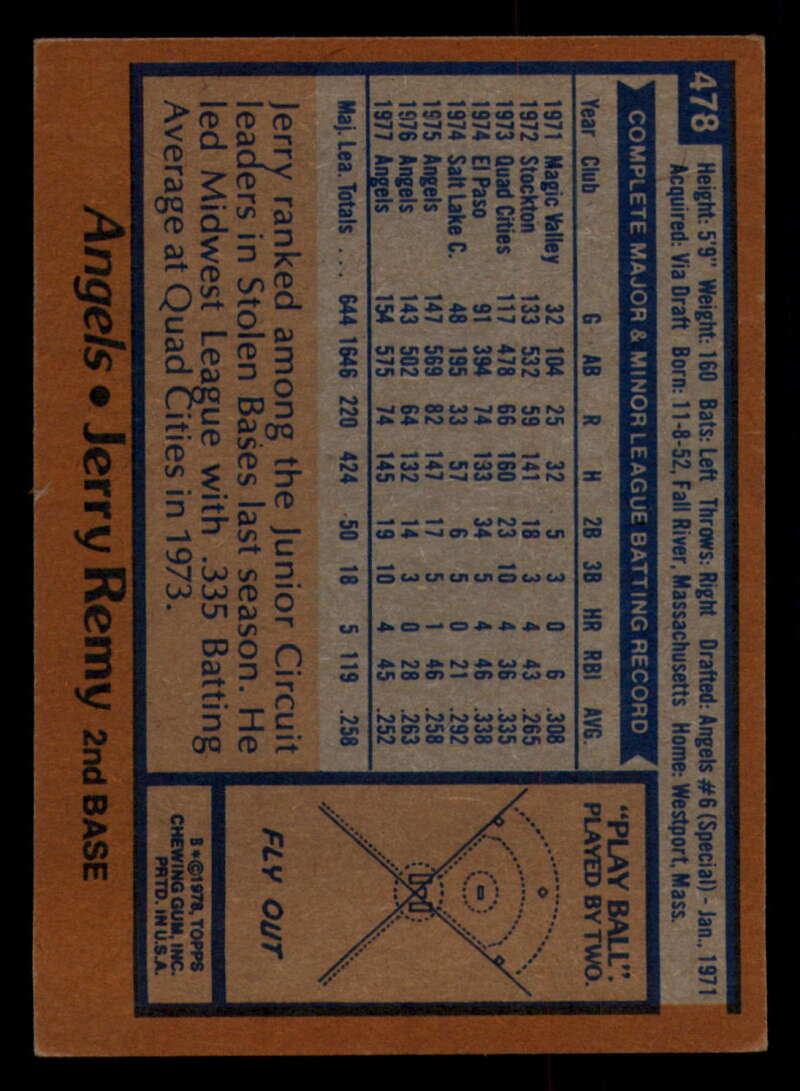 478
Height: 5'9" Weight: 160 Bats: Left Throws: Right Drafted: Angels #6 (Special) - Jan., 1971
Acquired: Via Draft Born: 11-8-52, Fall River, Massachusetts Home: Westport, Mass.
COMPLETE MAJOR & MINOR LEAGUE BATTING RECORD
Year Club G AB R H 2B 3B HR RBI AVG.
1971 Magic Valley 32 104 25 32 5 3 0 6 .308
1972 Stockton 133 532 59 141 18 3 4 43 .265
1973 Quad Cities 117 478 66 160 23 10 4 36 .335
1974 El Paso 91 394 74 133 34 5 4 46 .338
1974 Salt Lake C. 48 195 33 57 6 5 0 21 .292
1975 Angels 147 569 82 147 17 5 1 46 .258
1976 Angels 143 502 64 132 14 3 0 28 .263
1977 Angels 154 575 74 145 19 10 4 45 .252
Maj. Lea. Totals ... 644 1646 220 424 50 18 5 119 .258
Jerry ranked among the Junior Circuit
leaders in Stolen Bases last season. He
led Midwest League with .335 Batting
Average at Quad Cities in 1973.
"PLAY BALL":
PLAYED BY TWO.
FLY OUT
B*©1978, TOPPS
CHEWING GUM, INC.
PRTD. IN U.S.A.
Angels • Jerry Remy 2nd BASE